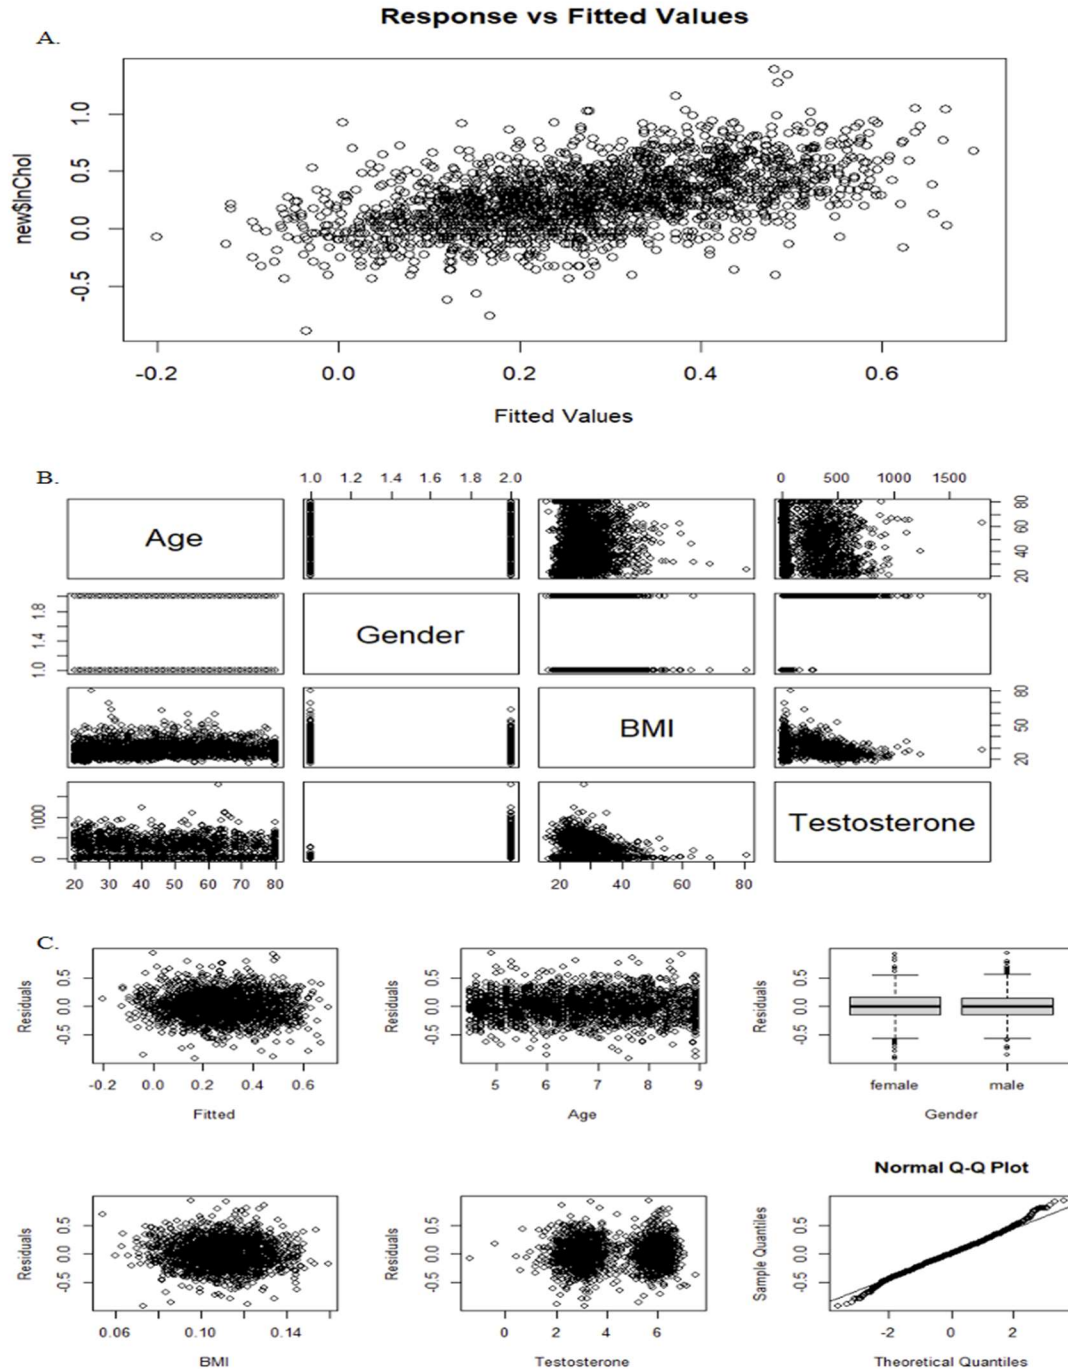 Response vs Fitted Values
A.
new$lnChol
-0.5 0.0 0.5 1.0
-0.2 0.0 0.2 0.4 0.6
Fitted Values
B.
1.0 1.2 1.4 1.6 1.8 2.0
0 500 1000 1500
Age
20 40 60 80
1.0 1.4 1.8
Gender
BMI
20 50 80
0 1000
Testosterone
20 30 40 50 60 70 80
20 40 60 80
C.
Residuals
-0.5 0.0 0.5
-0.2 0.0 0.2 0.4 0.6
Fitted
Residuals
-0.5 0.0 0.5
5 6 7 8 9
Age
Residuals
-0.5 0.0 0.5
female male
Gender
Residuals
-0.5 0.0 0.5
0.06 0.10 0.14
BMI
Residuals
-0.5 0.0 0.5
0 2 4 6
Testosterone
Normal Q-Q Plot
Sample Quantiles
-0.5 0.0 0.5
-2 0 2
Theoretical Quantiles